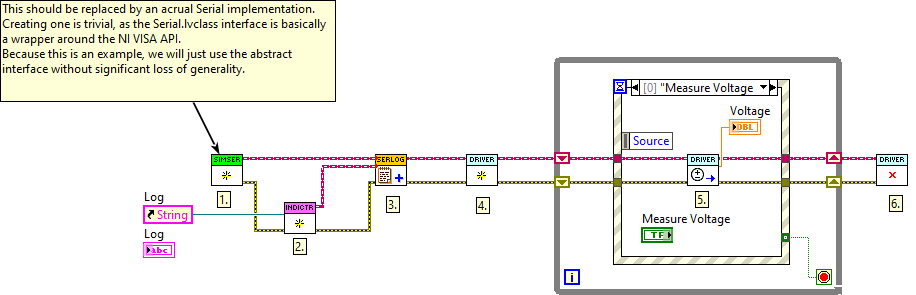 This should be replaced by an acrual Serial implementation.
Creating one is trivial, as the Serial.lvclass interface is basically
a wrapper around the NI VISA API.
Because this is an example, we will just use the abstract
interface without significant loss of generality.
[0] "Measure Voltage
Voltage
DBL
Source
SIMSER
SERLOG
DRIVER
DRIVER
DRIVER
1.
3.
4.
5.
6.
Log
String
INDICTR
2.
Log
abc
Measure Voltage
TF
i